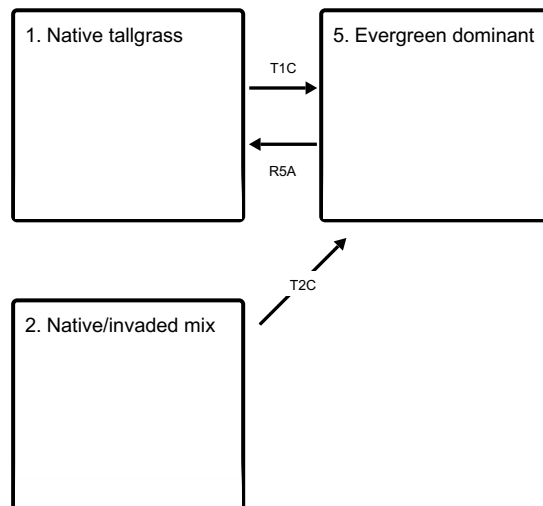 1. Native tallgrass
5. Evergreen dominant
T1C
R5A
T2C
2. Native/invaded mix